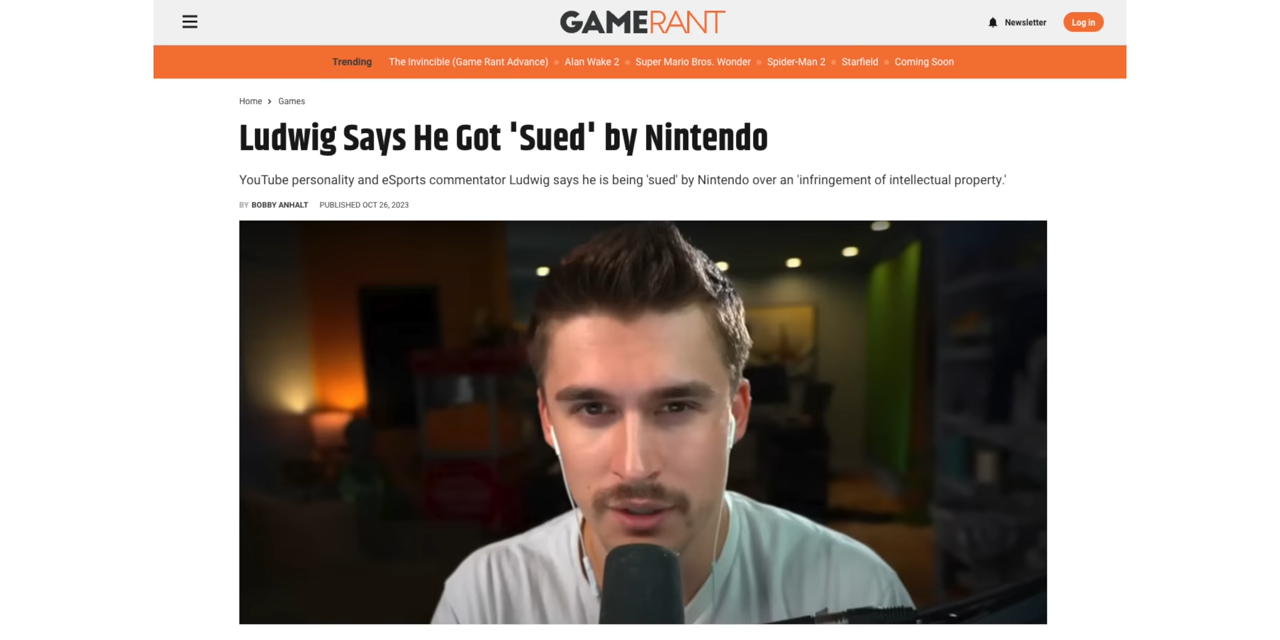 GAMERANT
Newsletter
Log in
Trending The Invincible (Game Rant Advance) Alan Wake 2 Super Mario Bros. Wonder Spider-Man 2 Starfield Coming Soon
Home > Games
Ludwig Says He Got 'Sued' by Nintendo
YouTube personality and eSports commentator Ludwig says he is being 'sued' by Nintendo over an 'infringement of intellectual property.'
BY BOBBY ANHALT PUBLISHED OCT 26, 2023